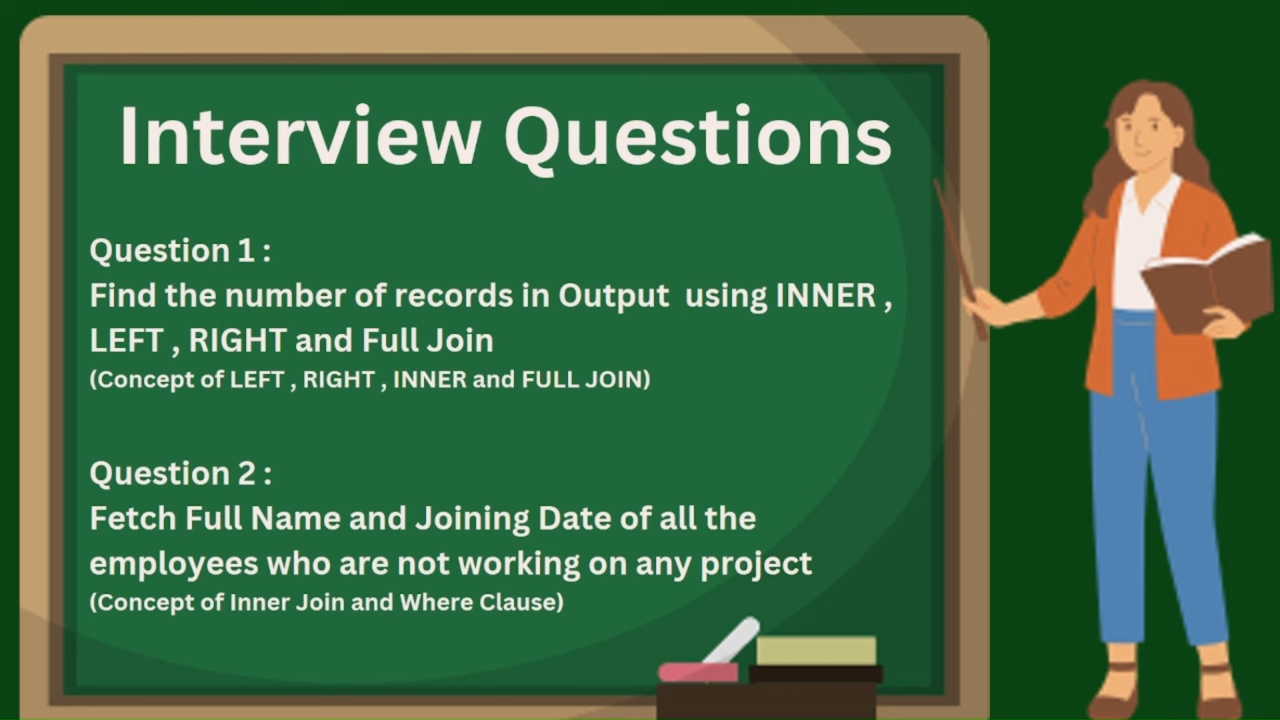 Interview Questions
Question 1 :
Find the number of records in Output  using INNER ,
LEFT , RIGHT and Full Join
(Concept of LEFT , RIGHT , INNER and FULL JOIN)
Question 2 :
Fetch Full Name and Joining Date of all the
employees who are not working on any project
(Concept of Inner Join and Where Clause)